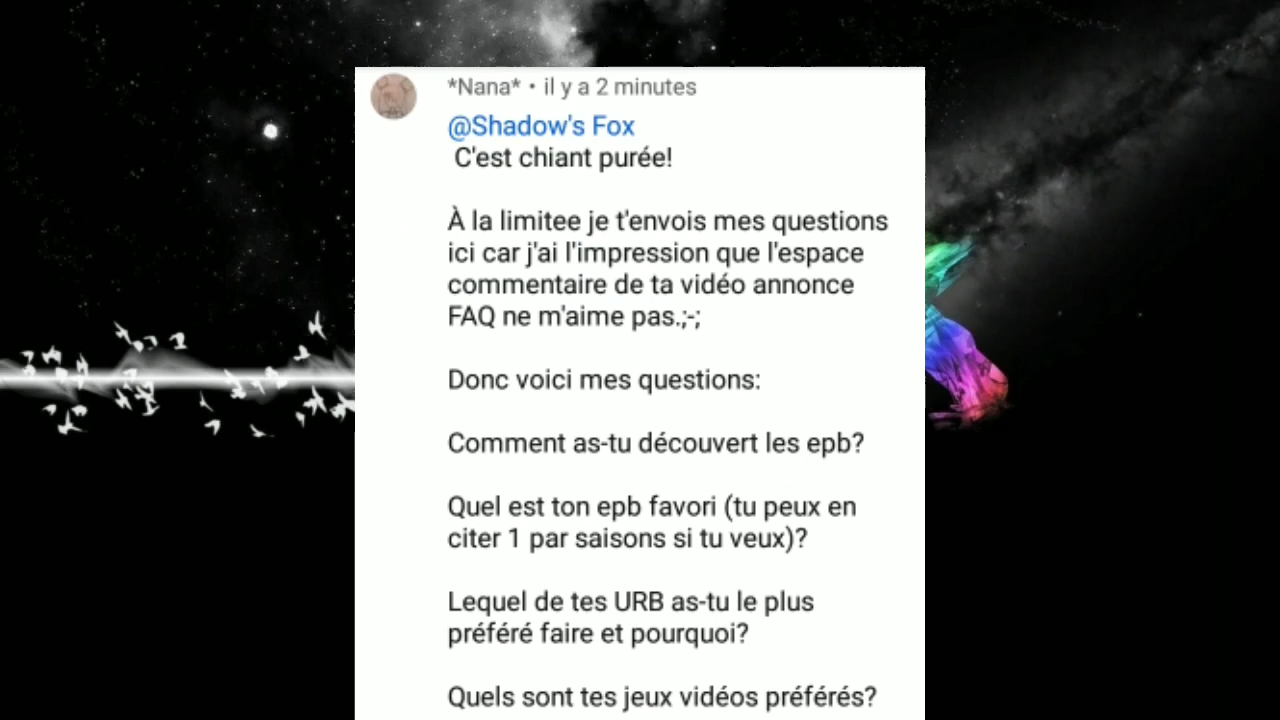 *Nana* • il y a 2 minutes
@Shadow's Fox
C'est chiant purée!
À la limitee je t'envois mes questions
ici car j'ai l'impression que l'espace
commentaire de ta vidéo annonce
FAQ ne m'aime pas.;-;
Donc voici mes questions:
Comment as-tu découvert les epb?
Quel est ton epb favori (tu peux en
citer 1 par saisons si tu veux)?
Lequel de tes URB as-tu le plus
préféré faire et pourquoi?
Quels sont tes jeux vidéos préférés?